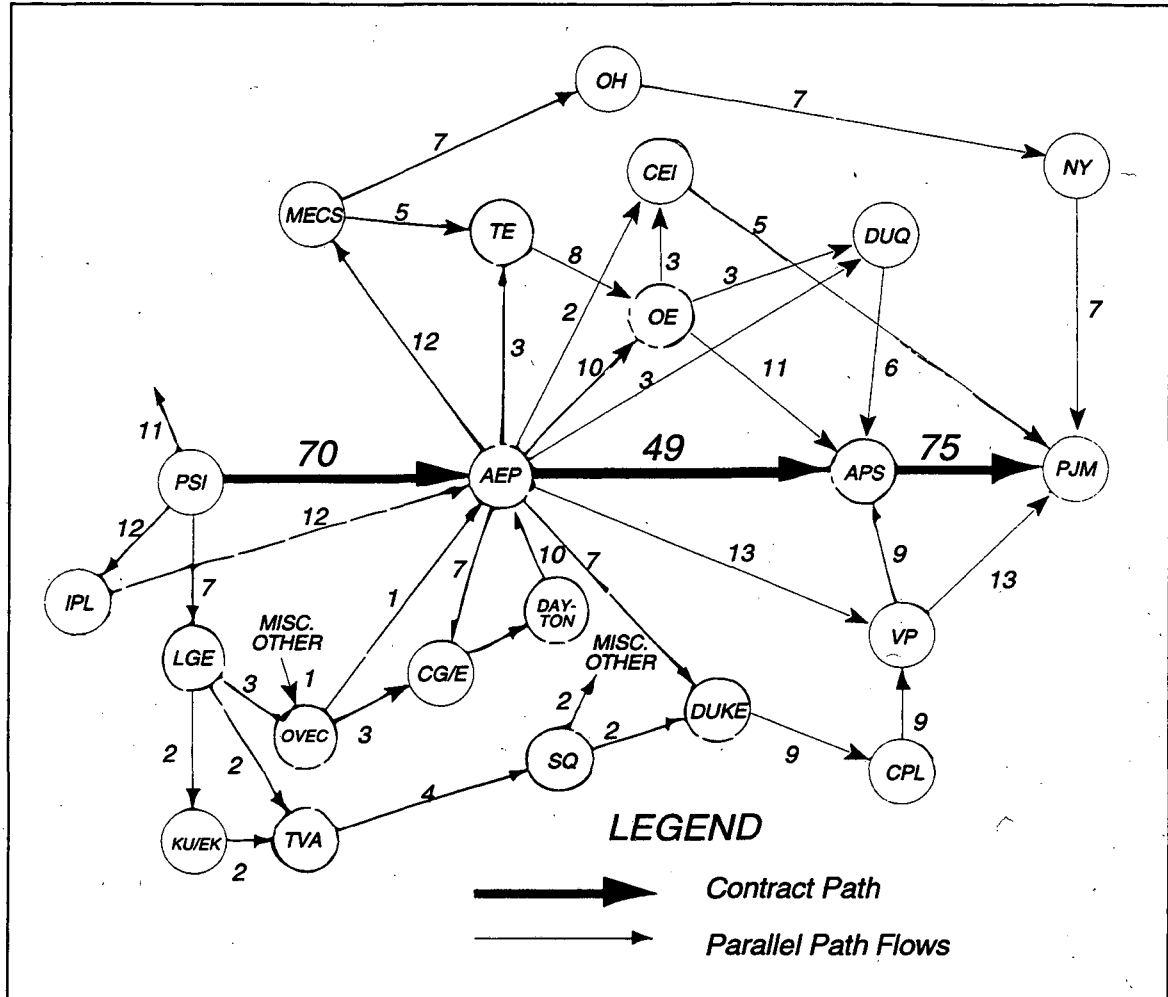 OH
7
7
CEI
NY
MECS
5
TE
5
DUQ
8
3
3
OE
2
7
12
3
10
3
11
6
11
70
49
75
PSI
AEP
APS
PJM
12
12
10
7
13
9
13
7
7
1
IPL
DAY-
TON
MISC.
OTHER
MISC.
OTHER
VP
LGE
CG/E
3
1
DUKE
OVEC
3
2
2
9
2
2
SQ
9
CPL
4
KU/EK
TVA
2
LEGEND
Contract Path
Parallel Path Flows